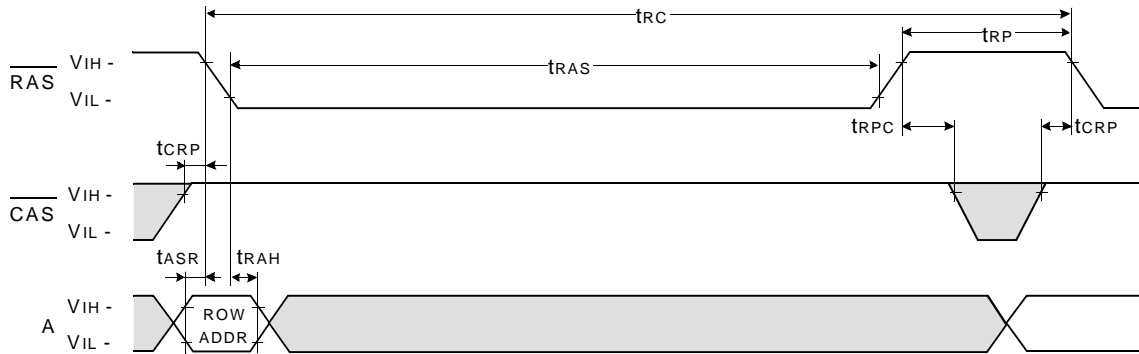 tRC
tRP
RAS
VIH -
VIL -
tRAS
tRPC
tCRP
tCRP
CAS
VIH -
VIL -
tASR
tRAH
A
VIH -
VIL -
ROW
ADDR